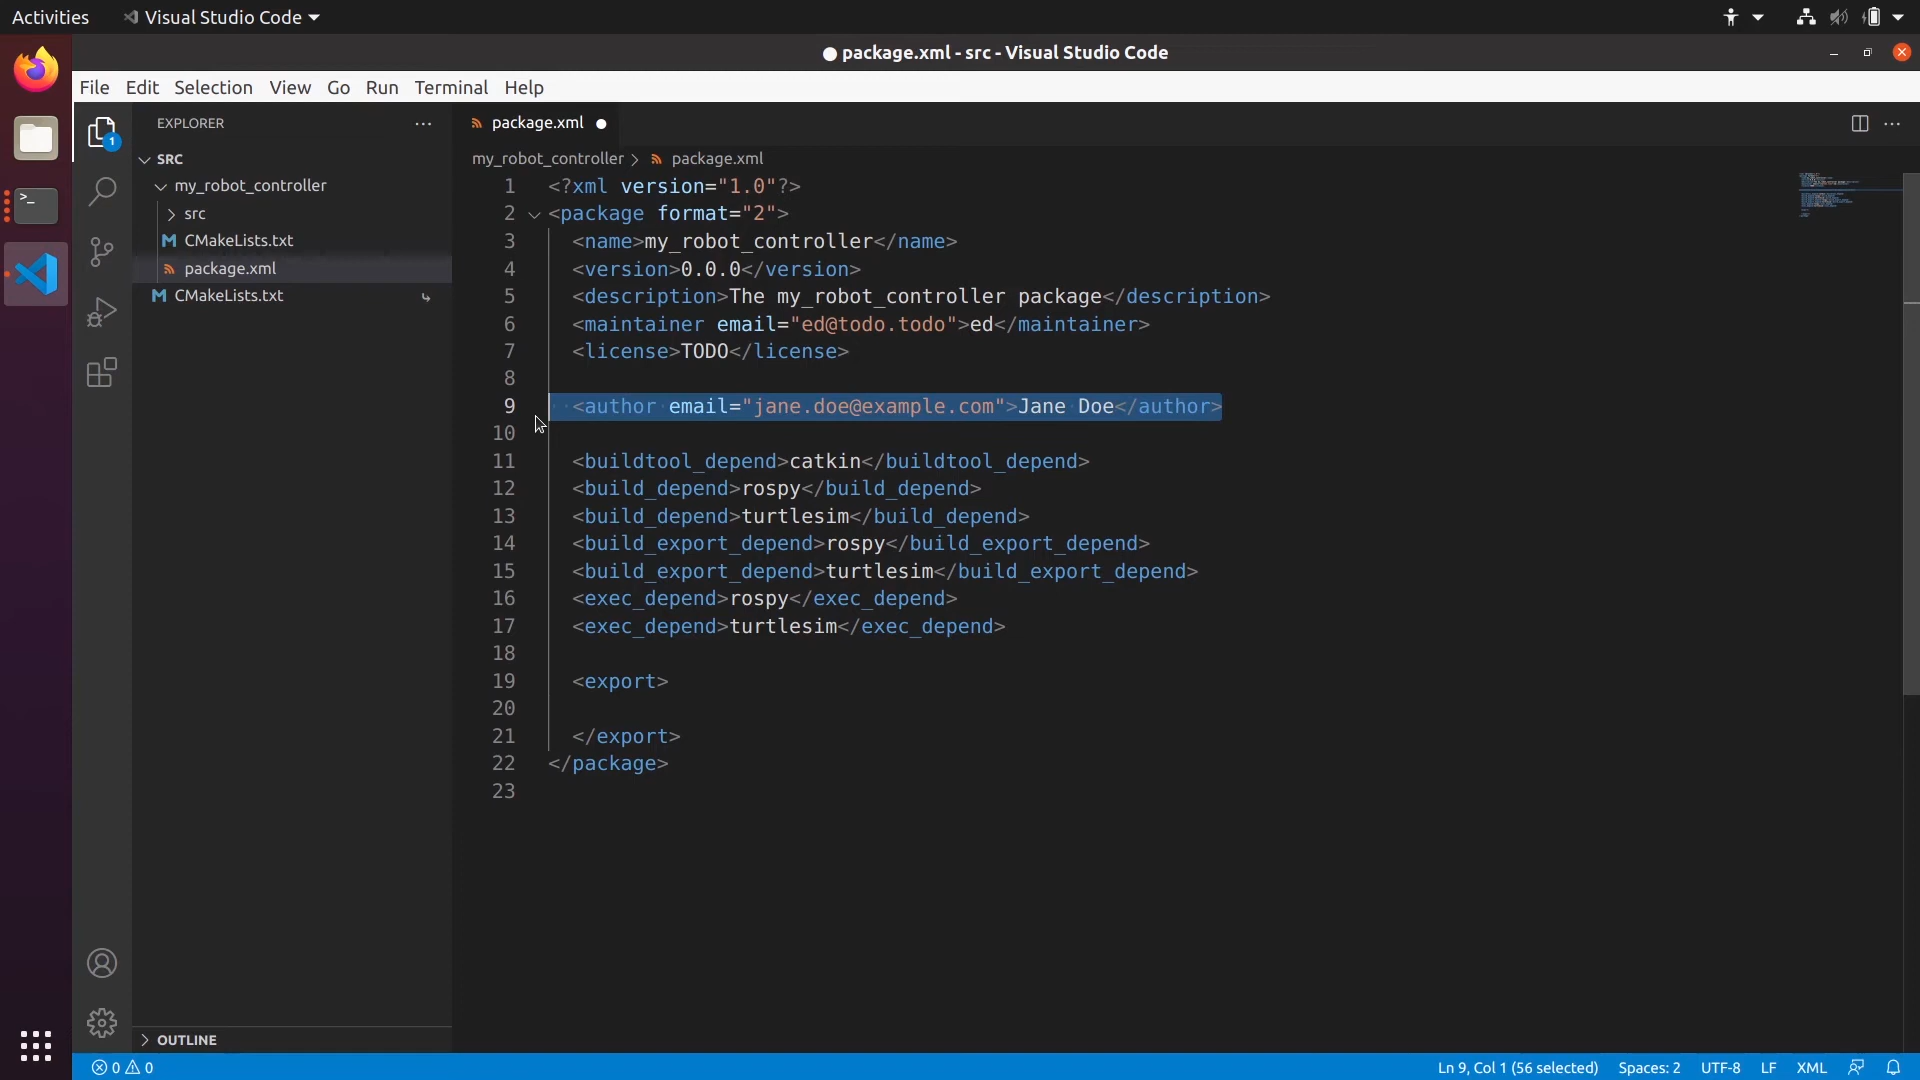 Activities
Visual Studio Code
● package.xml - src - Visual Studio Code
File Edit Selection View Go Run Terminal Help
1
EXPLORER
SRC
my_robot_controller
src
CMakeLists.txt
package.xml
CMakeLists.txt
OUTLINE
package.xml
my_robot_controller > package.xml
1 <?xml version="1.0"?>
2 <package format="2">
3 <name>my_robot_controller</name>
4 <version>0.0.0</version>
5 <description>The my_robot_controller package</description>
6 <maintainer email="ed@todo.todo">ed</maintainer>
7 <license>TODO</license>
8
9 <author email="jane.doe@example.com">Jane Doe</author>
10
11 <buildtool_depend>catkin</buildtool_depend>
12 <build_depend>rospy</build_depend>
13 <build_depend>turtlesim</build_depend>
14 <build_export_depend>rospy</build_export_depend>
15 <build_export_depend>turtlesim</build_export_depend>
16 <exec_depend>rospy</exec_depend>
17 <exec_depend>turtlesim</exec_depend>
18
19 <export>
20
21 </export>
22 </package>
23
0 0
Ln 9, Col 1 (56 selected) Spaces: 2 UTF-8 LF XML